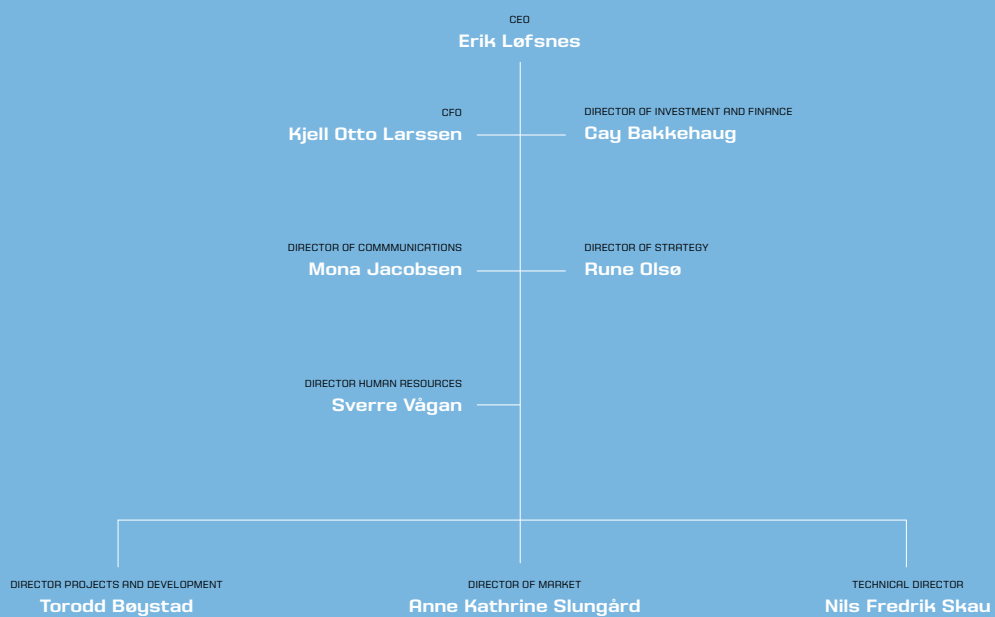 CEO
Erik Løfsnes
CFO
Kjell Otto Larssen
DIRECTOR OF INVESTMENT AND FINANCE
Cay Bakkehaug
DIRECTOR OF COMMMUNICATIONS
Mona Jacobsen
DIRECTOR OF STRATEGY
Rune Olsø
DIRECTOR HUMAN RESOURCES
Sverre Vågan
DIRECTOR PROJECTS AND DEVELOPMENT
Torodd Bøystad
DIRECTOR OF MARKET
Anne Kathrine Slungård
TECHNICAL DIRECTOR
Nils Fredrik Skau